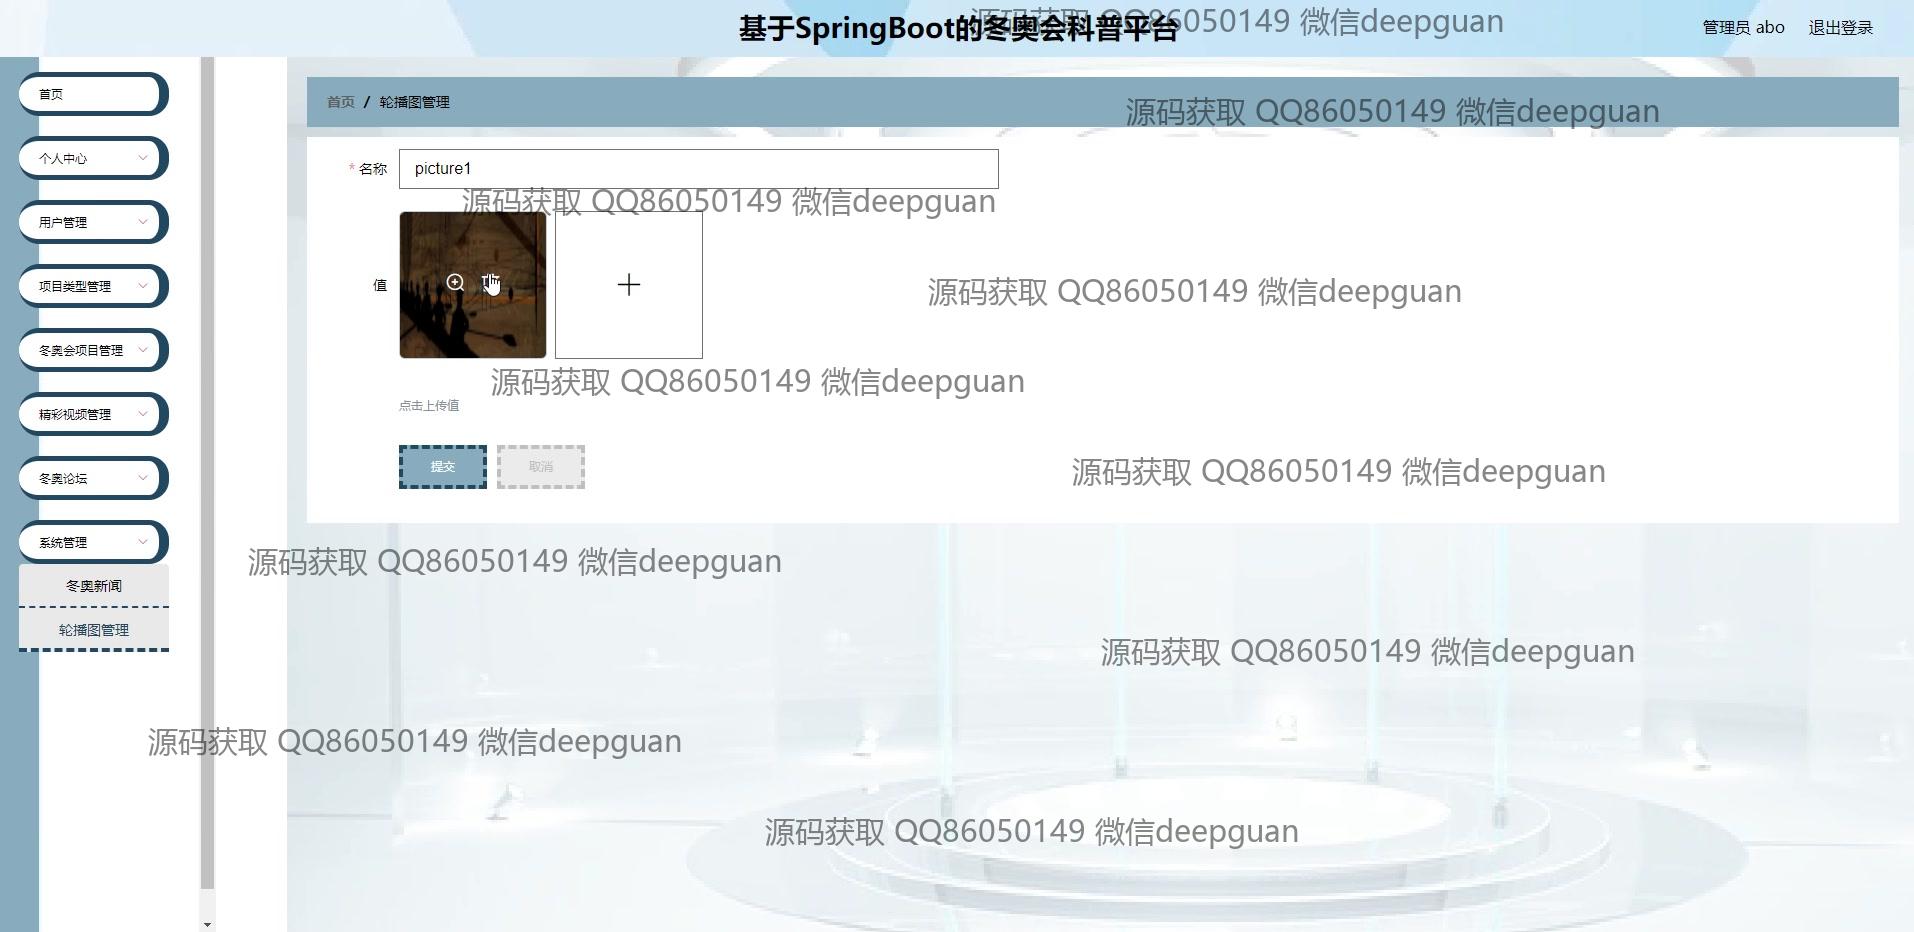 基于SpringBoot的冬奥会科普平台
源码获取 QQ86050149 微信deepguan
管理员 abo
退出登录
首页
个人中心
用户管理
项目类型管理
冬奥会项目管理
精彩视频管理
冬奥论坛
系统管理
冬奥新闻
轮播图管理
首页 / 轮播图管理
源码获取 QQ86050149 微信deepguan
* 名称
picture1
源码获取 QQ86050149 微信deepguan
值
源码获取 QQ86050149 微信deepguan
源码获取 QQ86050149 微信deepguan
点击上传值
提交
取消
源码获取 QQ86050149 微信deepguan
源码获取 QQ86050149 微信deepguan
源码获取 QQ86050149 微信deepguan
源码获取 QQ86050149 微信deepguan
源码获取 QQ86050149 微信deepguan